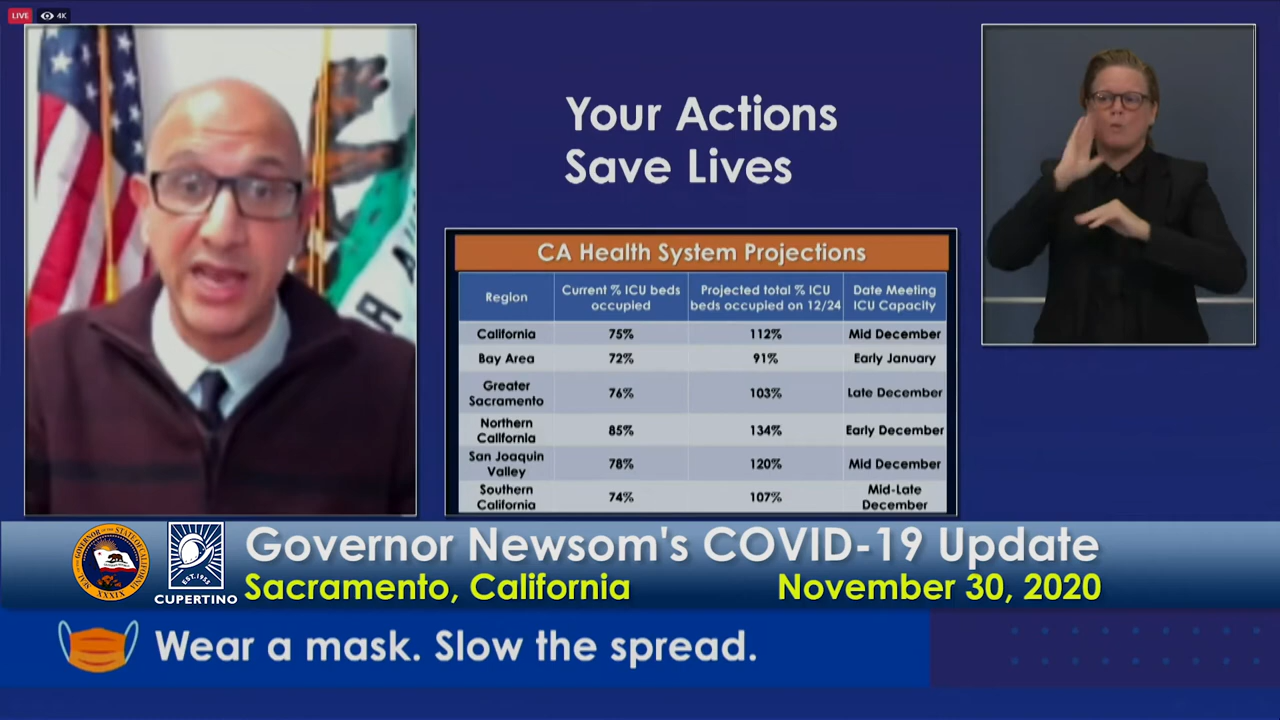 LIVE 4K
Your Actions
Save Lives
CA Health System Projections
Region
Current % ICU beds
occupied
Projected total % ICU
beds occupied on 12/24
Date Meeting
ICU Capacity
California 75% 112% Mid December
Bay Area 72% 91% Early January
Greater
Sacramento
76% 103% Late December
Northern
California
85% 134% Early December
San Joaquin
Valley
78% 120% Mid December
Southern
California
74% 107%
Mid-Late
December
Governor Newsom's COVID-19 Update
Sacramento, California November 30, 2020
EST. 1955
CUPERTINO
Wear a mask. Slow the spread.